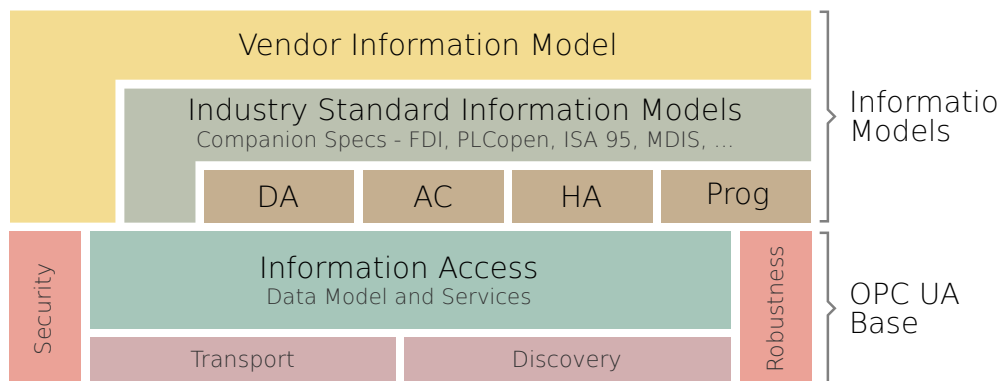 Vendor Information Model
Industry Standard Information Models
Companion Specs - FDI, PLCopen, ISA 95, MDIS, ...
DA
AC
HA
Prog
Informatio
Models
Security
Information Access
Data Model and Services
Robustness
OPC UA
Base
Transport
Discovery